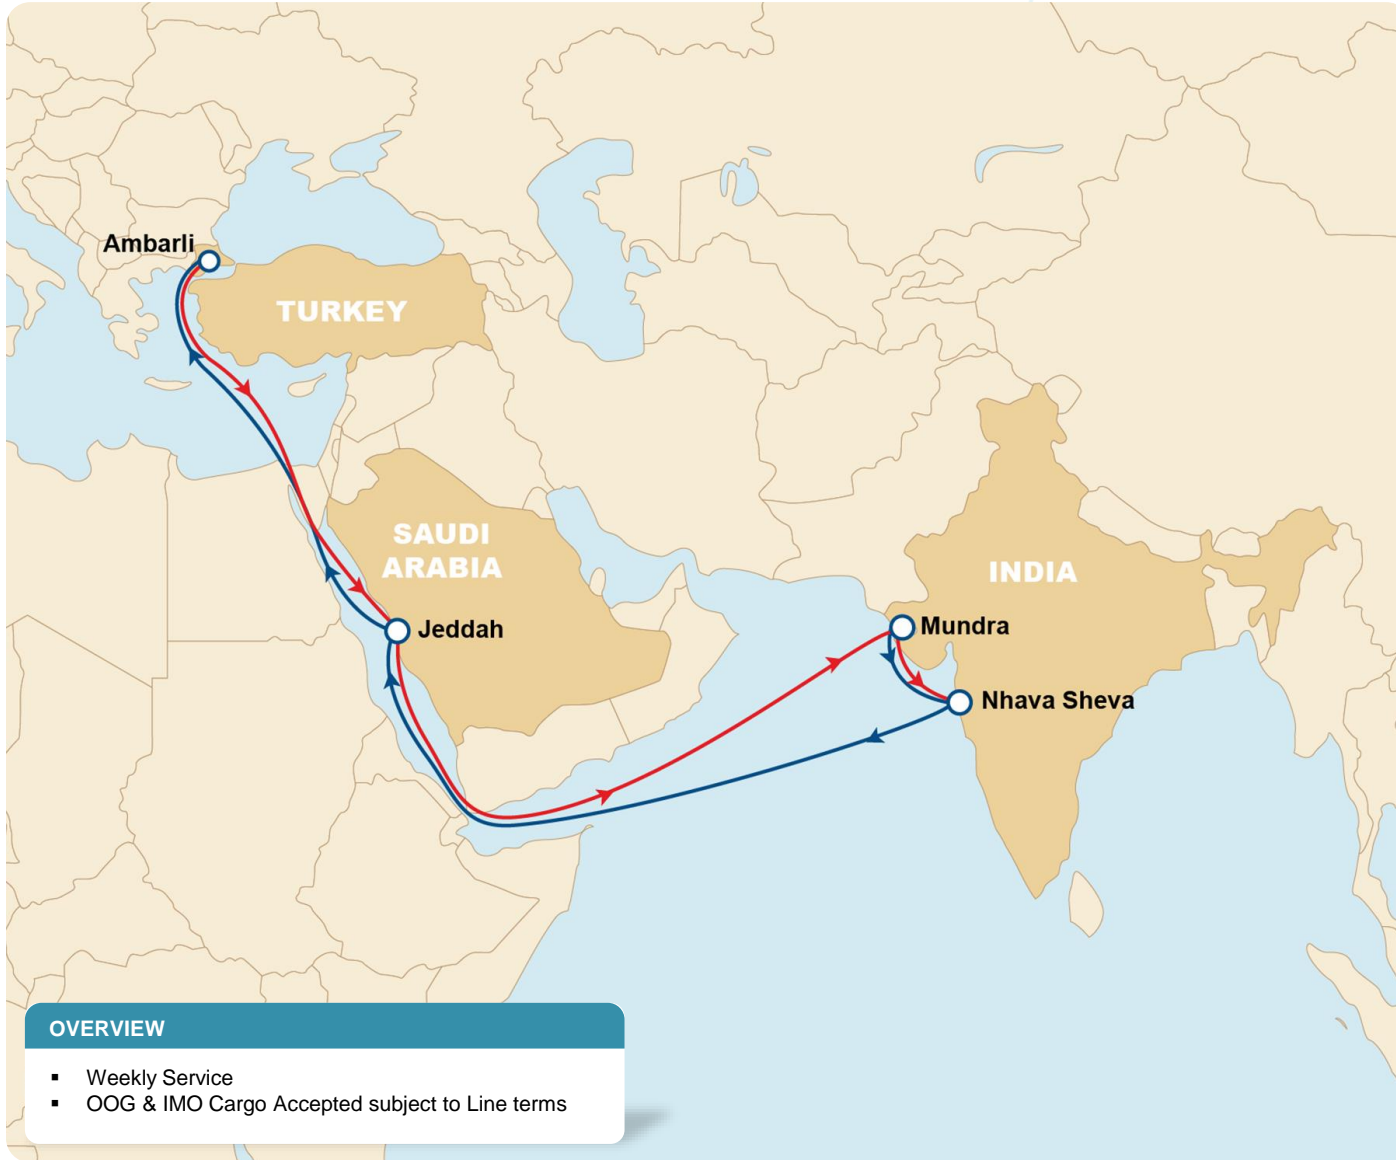 Ambarli
TURKEY
SAUDI
ARABIA
INDIA
Jeddah
Mundra
Nhava Sheva
OVERVIEW
▪ Weekly Service
▪ OOG & IMO Cargo Accepted subject to Line terms